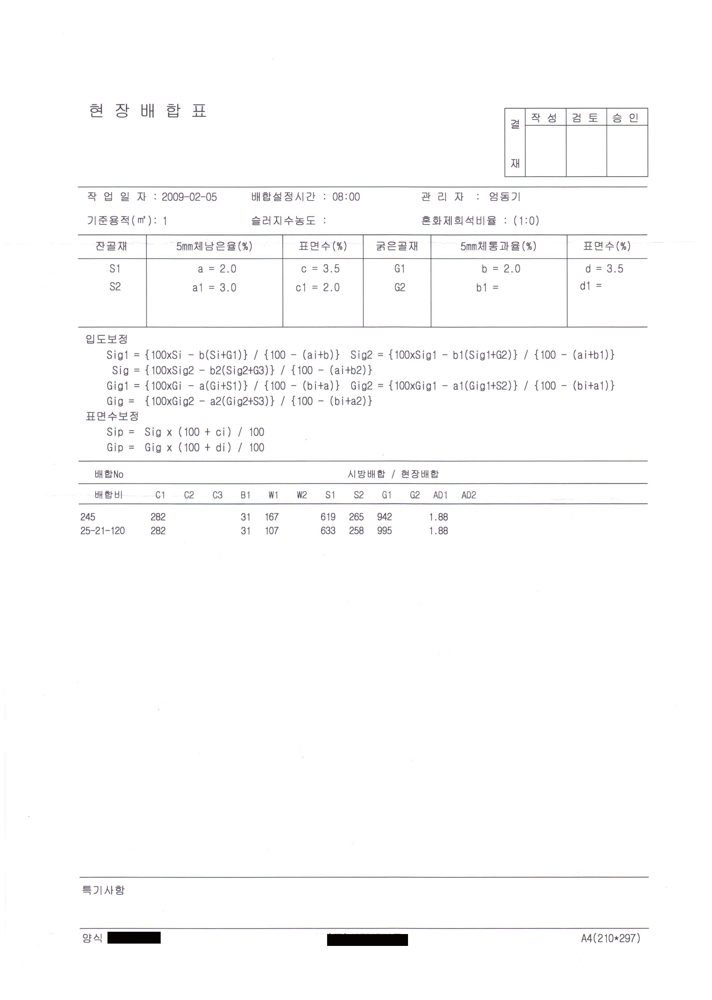 현 장 배 합 표
결 재 작 성 검 토 승 인
작 업 일 자 : 2009-02-05 배합설정시간 : 08:00 관 리 자 : 엄동기
기준용적(㎥): 1 슬러지수농도 : 혼화제희석비율 : (1:0)
잔골재 5mm체남은율(%) 표면수(%) 굵은골재 5mm체통과율(%) 표면수(%)
S1 a = 2.0 c = 3.5 G1 b = 2.0 d = 3.5
S2 a1 = 3.0 c1 = 2.0 G2 b1 = d1 =
입도보정
Sig1 = {100xSi - b(Si+G1)} / {100 - (ai+b)} Sig2 = {100xSig1 - b1(Sig1+G2)} / {100 - (ai+b1)}
Sig = {100xSig2 - b2(Sig2+G3)} / {100 - (ai+b2)}
Gig1 = {100xGi - a(Gi+S1)} / {100 - (bi+a)} Gig2 = {100xGig1 - a1(Gig1+S2)} / {100 - (bi+a1)}
Gig = {100xGig2 - a2(Gig2+S3)} / {100 - (bi+a2)}
표면수보정
Sip = Sig x (100 + ci) / 100
Gip = Gig x (100 + di) / 100
배합No 시방배합 / 현장배합
배합비 C1 C2 C3 B1 W1 W2 S1 S2 G1 G2 AD1 AD2
245 282 31 167 619 265 942 1.88
25-21-120 282 31 107 633 258 995 1.88
특기사항
양식 A4(210*297)